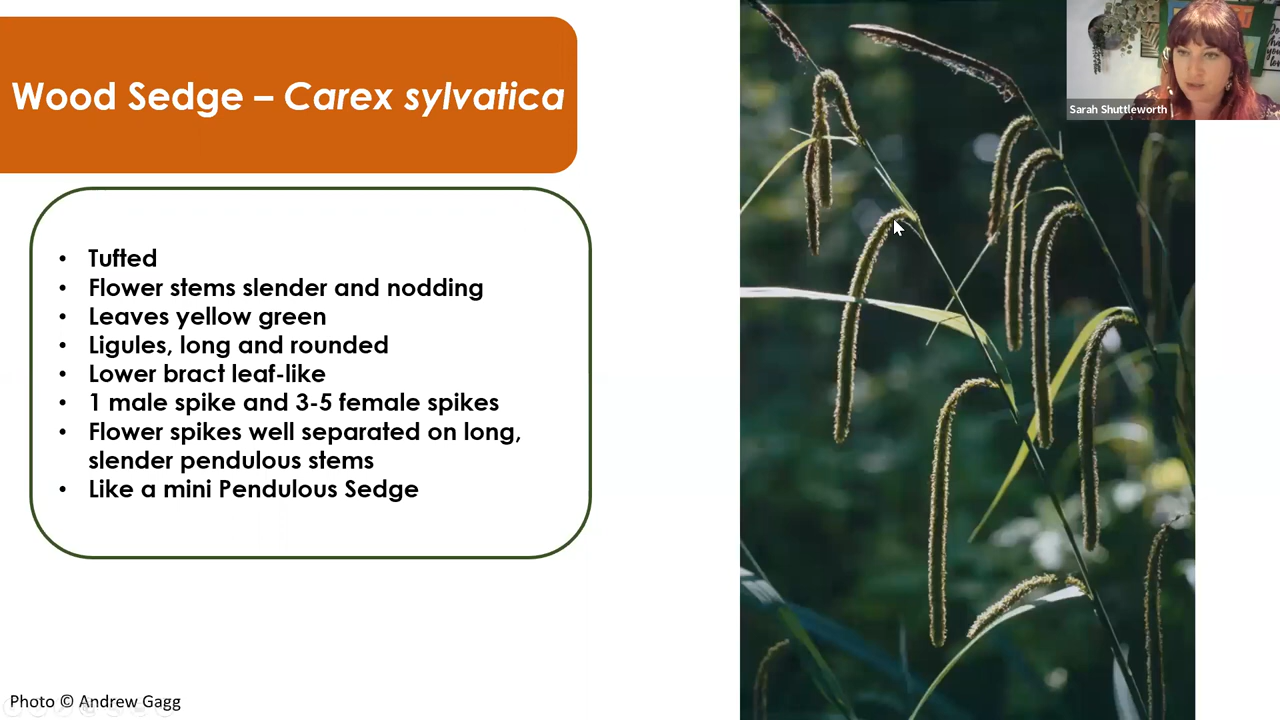 Wood Sedge – Carex sylvatica
Sarah Shuttleworth
• Tufted
• Flower stems slender and nodding
• Leaves yellow green
• Ligules, long and rounded
• Lower bract leaf-like
• 1 male spike and 3-5 female spikes
• Flower spikes well separated on long,
slender pendulous stems
• Like a mini Pendulous Sedge
Photo © Andrew Gagg